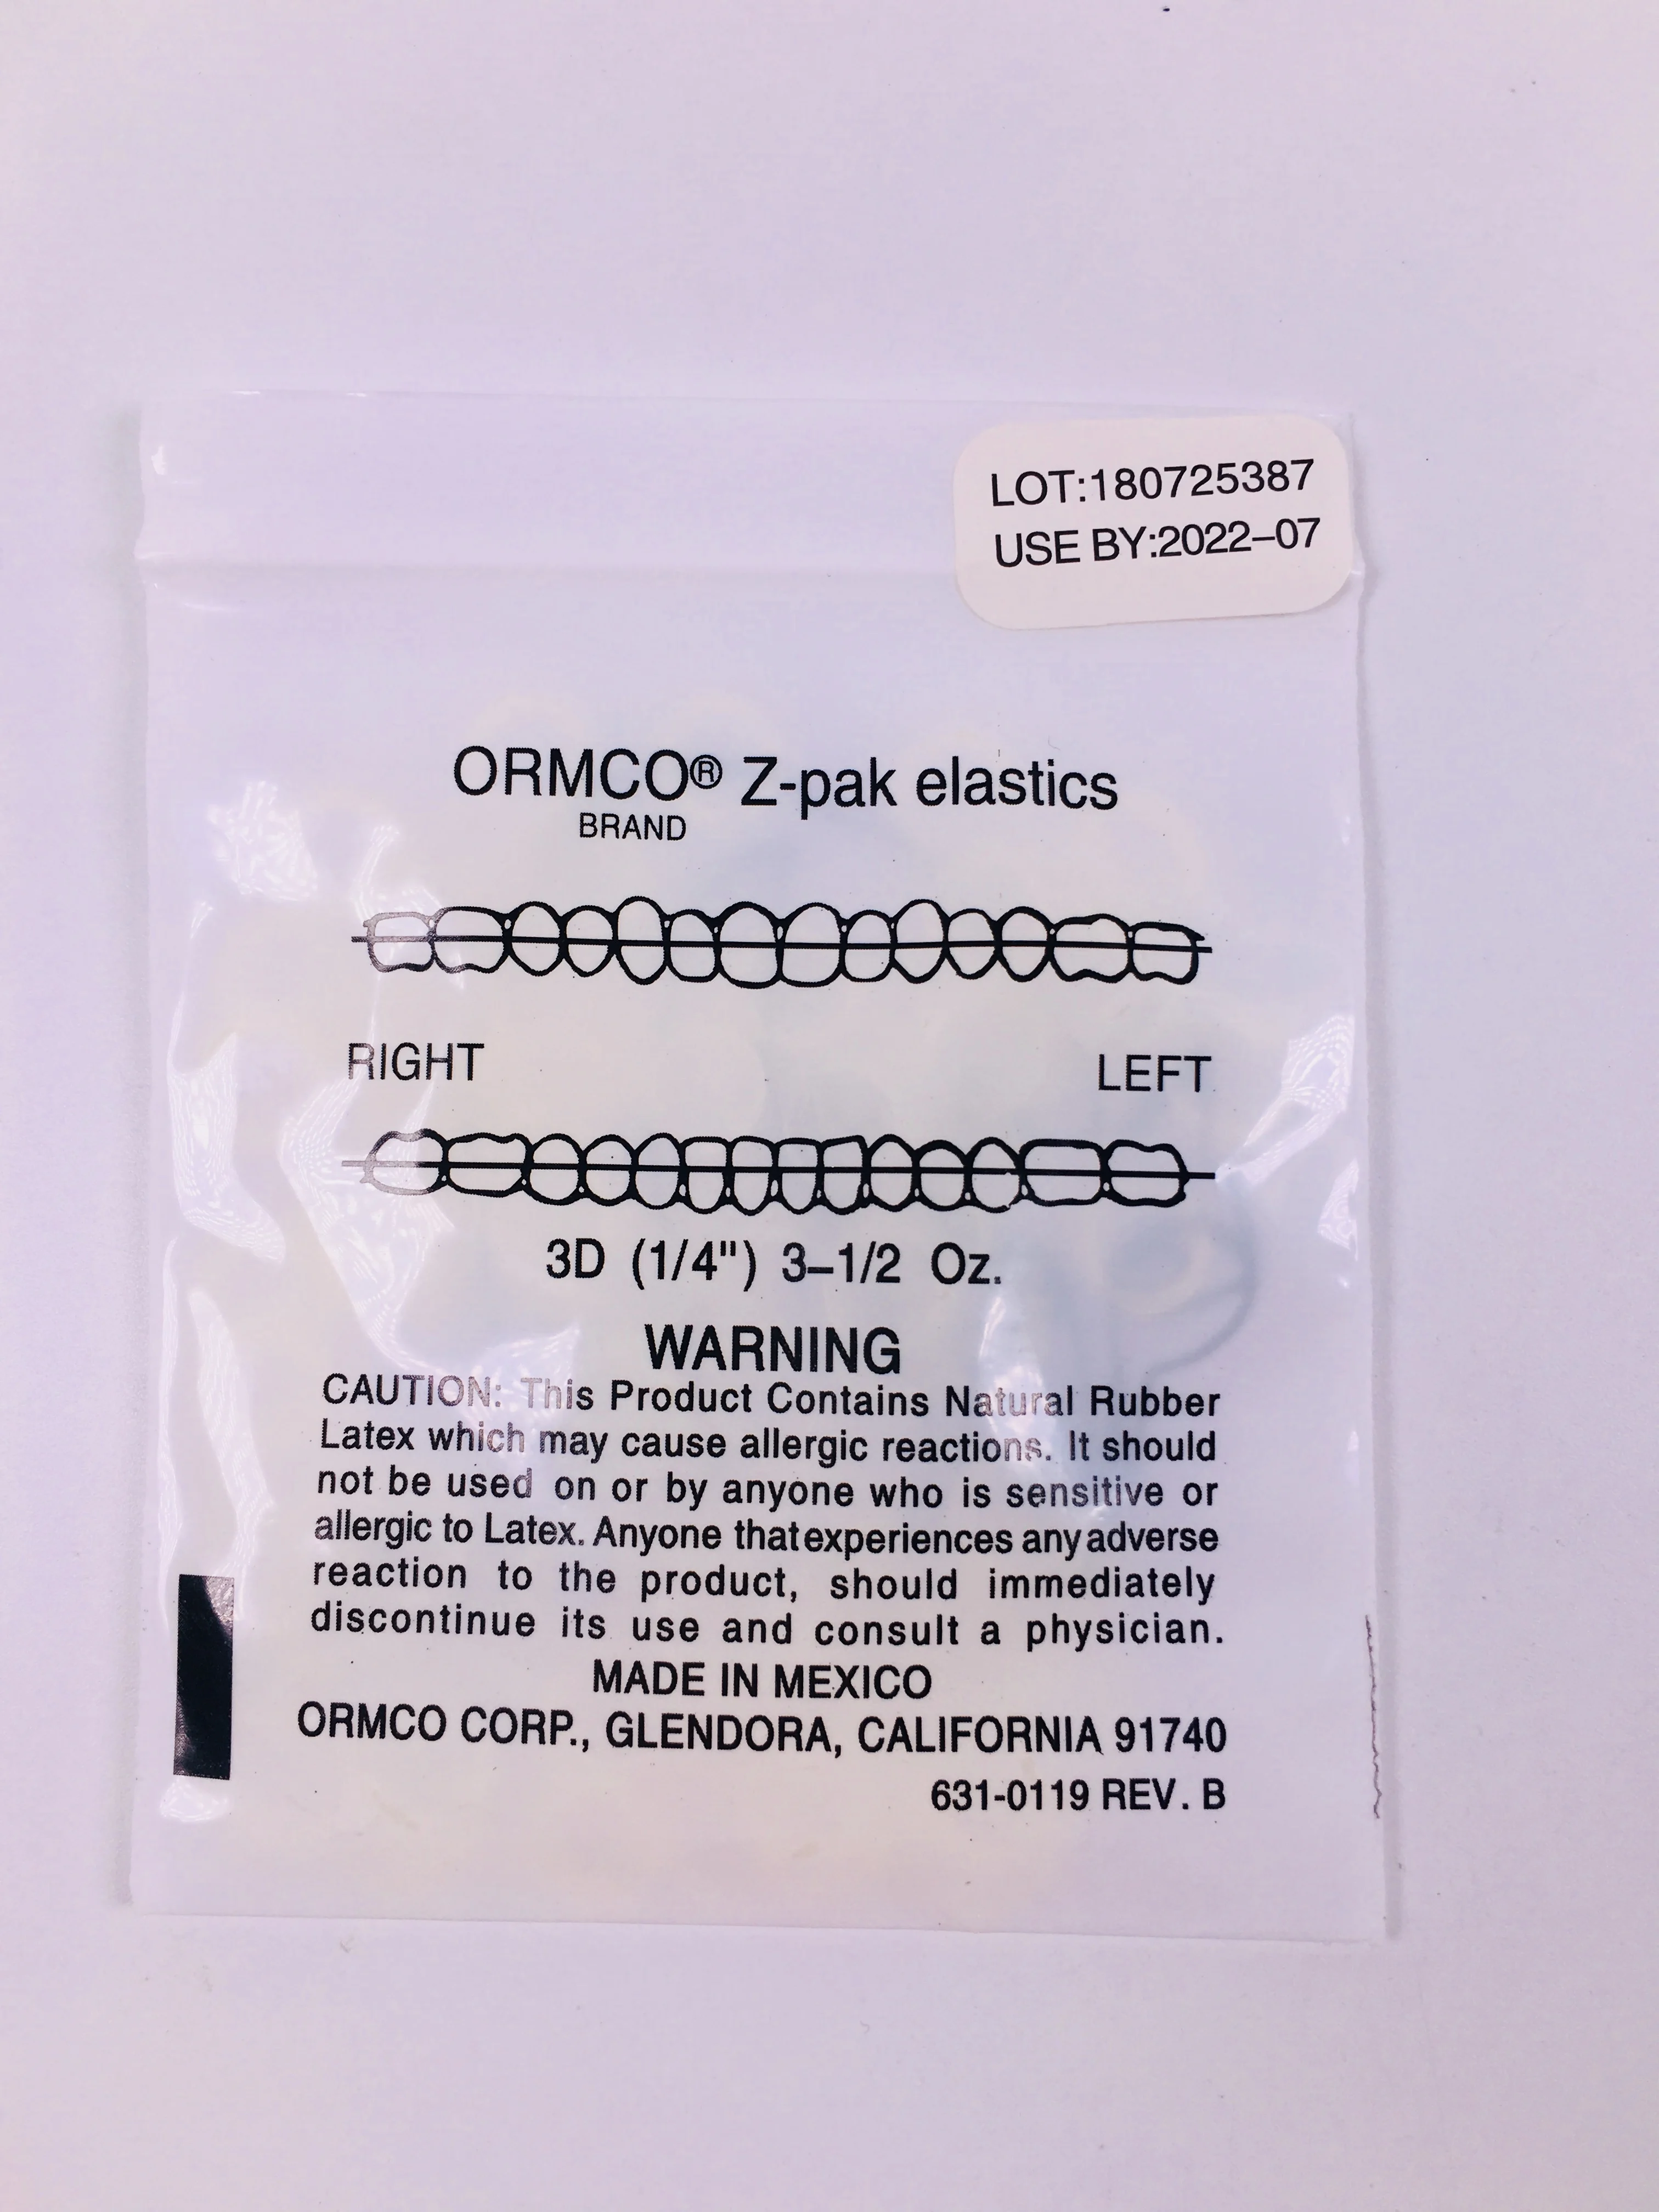 LOT:180725387
USE BY:2022–07
ORMCO® Z-pak elastics
BRAND
RIGHT LEFT
3D (1/4") 3–1/2 Oz.
WARNING
CAUTION: This Product Contains Natural Rubber
Latex which may cause allergic reactions. It should
not be used on or by anyone who is sensitive or
allergic to Latex. Anyone that experiences any adverse
reaction to the product, should immediately
discontinue its use and consult a physician.
MADE IN MEXICO
ORMCO CORP., GLENDORA, CALIFORNIA 91740
631-0119 REV. B